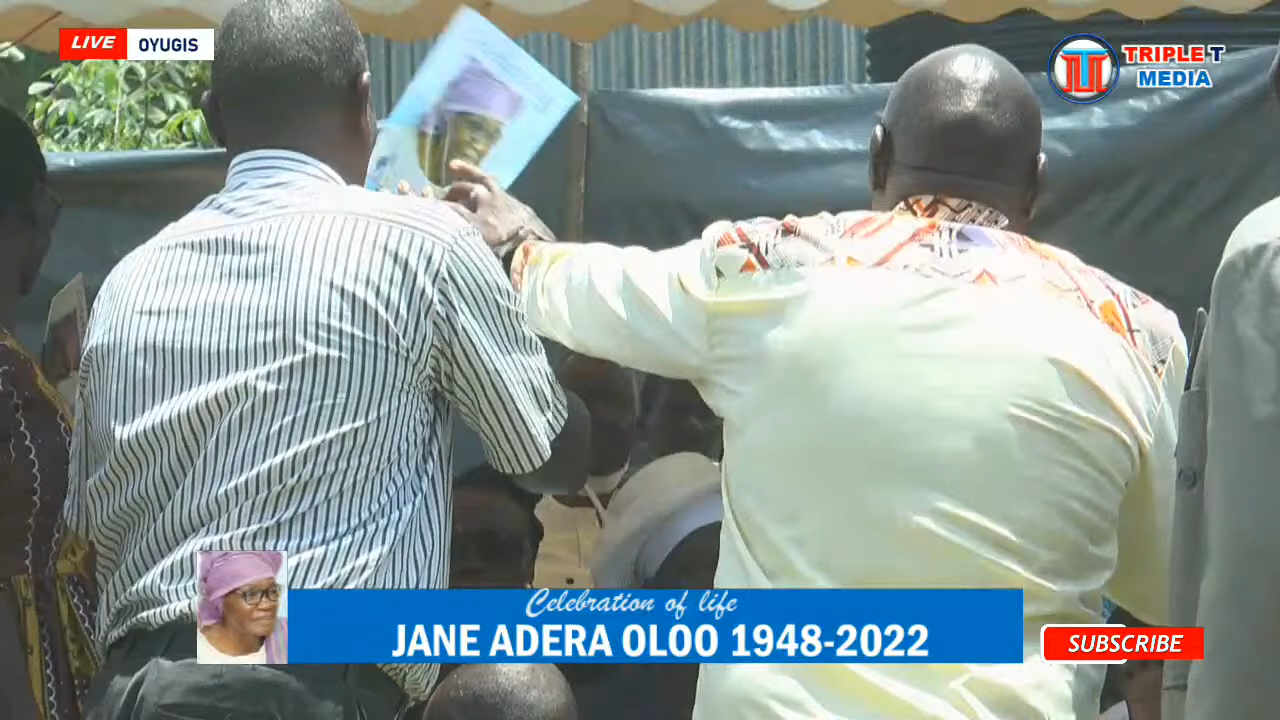 LIVE OYUGIS
TRIPLE T
MEDIA
Celebration of life
JANE ADERA OLOO 1948-2022
SUBSCRIBE